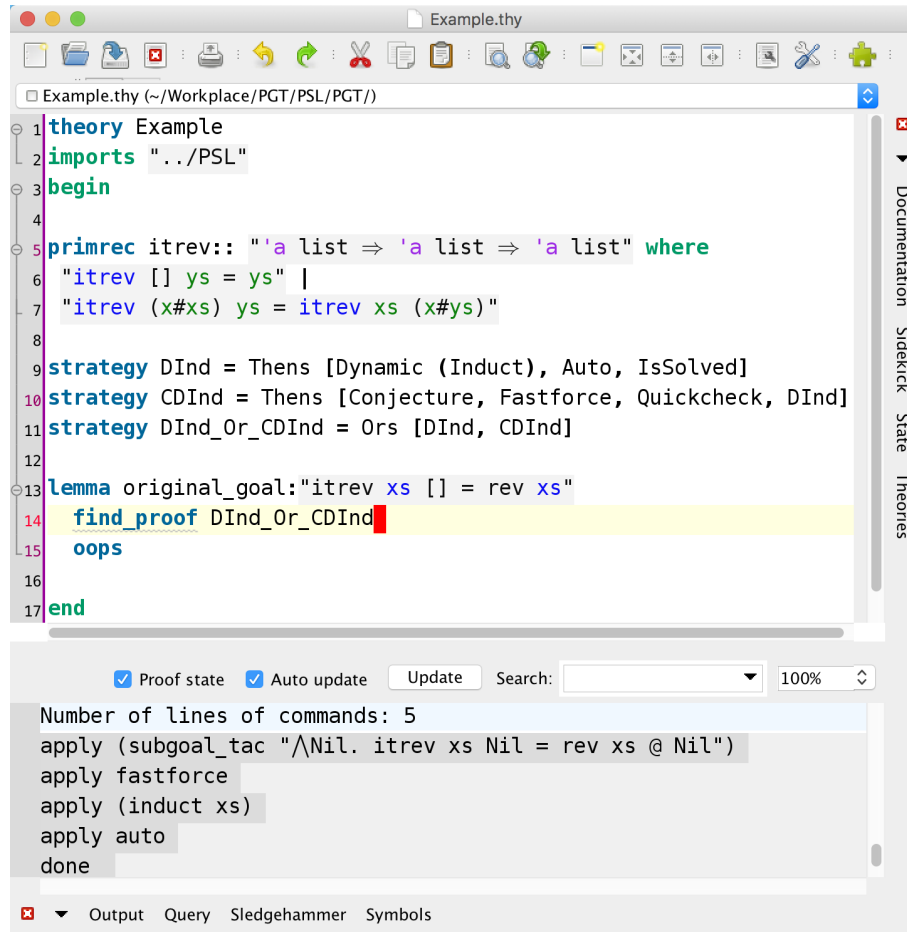 Example.thy
Example.thy (~/Workplace/PGT/PSL/PGT/)
1 theory Example
2 imports "../PSL"
3 begin
4
5 primrec itrev:: "'a list ⇒ 'a list ⇒ 'a list" where
6 "itrev [] ys = ys" |
7 "itrev (x#xs) ys = itrev xs (x#ys)"
8
9 strategy DInd = Thens [Dynamic (Induct), Auto, IsSolved]
10 strategy CDInd = Thens [Conjecture, Fastforce, Quickcheck, DInd]
11 strategy DInd_Or_CDInd = Ors [DInd, CDInd]
12
13 lemma original_goal:"itrev xs [] = rev xs"
14 find_proof DInd_Or_CDInd
15 oops
16
17 end
Documentation
Sidekick
State
Theories
Proof state Auto update Update Search: 100%
Number of lines of commands: 5
apply (subgoal_tac "⋀Nil. itrev xs Nil = rev xs @ Nil")
apply fastforce
apply (induct xs)
apply auto
done
Output Query Sledgehammer Symbols